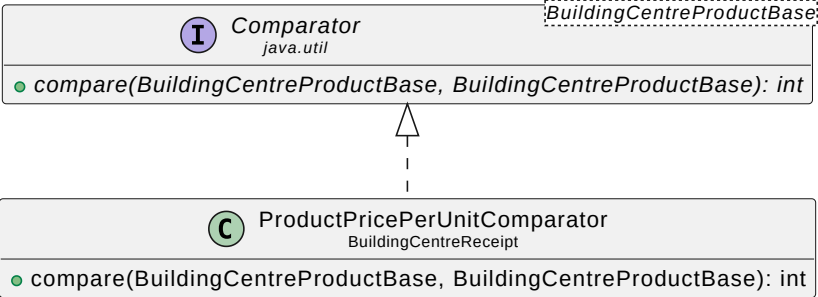 BuildingCentreProductBase
I
Comparator
java.util
compare(BuildingCentreProductBase, BuildingCentreProductBase): int
C
ProductPricePerUnitComparator
BuildingCentreReceipt
compare(BuildingCentreProductBase, BuildingCentreProductBase): int